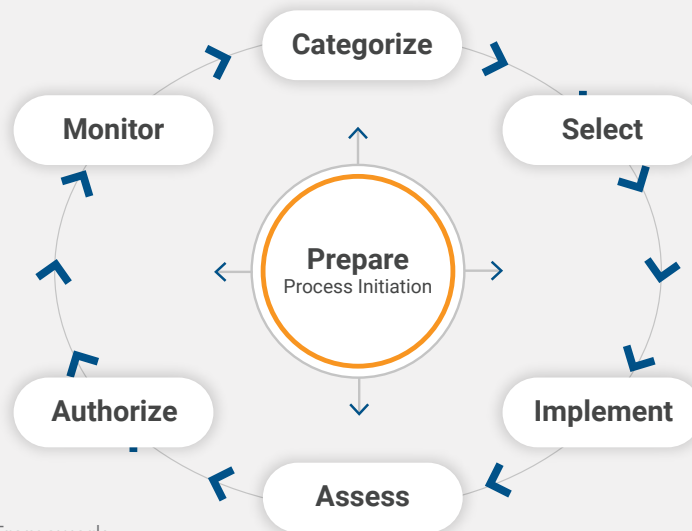 Categorize
Monitor
Select
Prepare
Process Initiation
Authorize
Implement
Assess